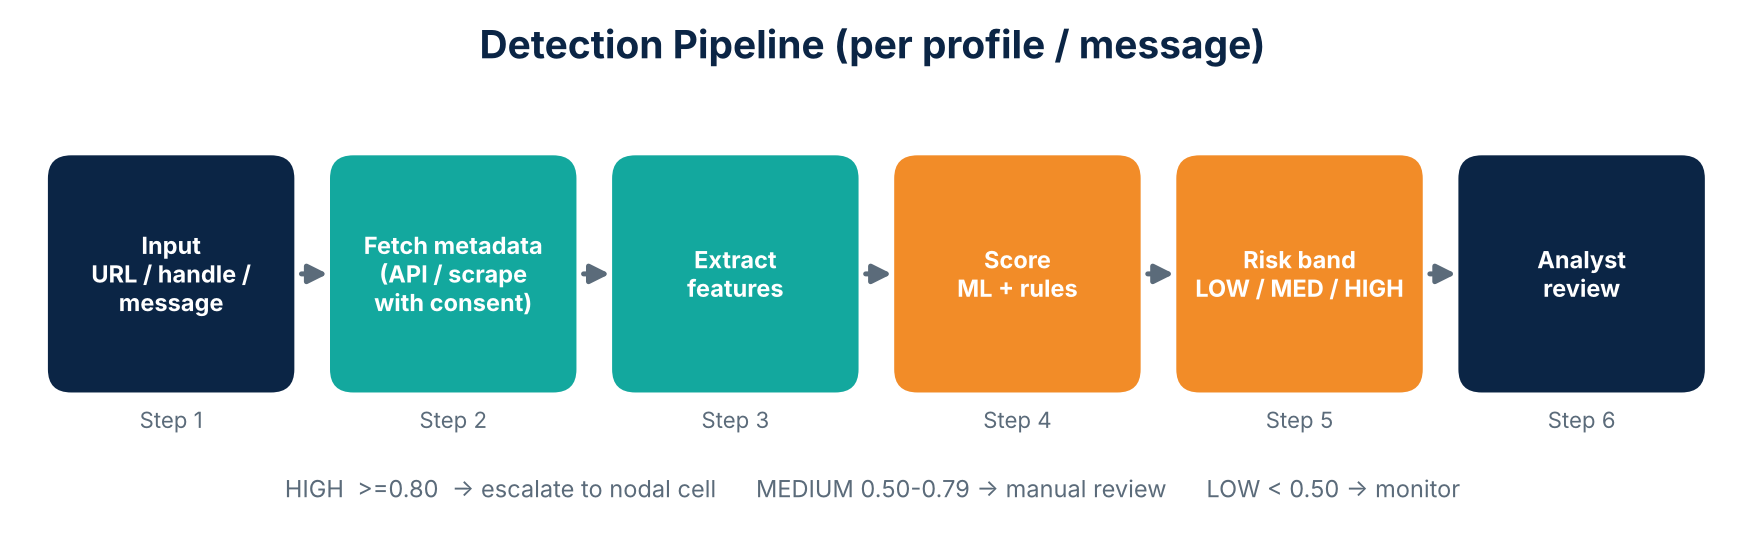 Detection Pipeline (per profile / message)
Input
URL / handle /
message
Fetch metadata
(API / scrape
with consent)
Extract
features
Score
ML + rules
Risk band
LOW / MED / HIGH
Analyst
review
Step 1
Step 2
Step 3
Step 4
Step 5
Step 6
HIGH >=0.80 → escalate to nodal cell MEDIUM 0.50-0.79 → manual review LOW < 0.50 → monitor